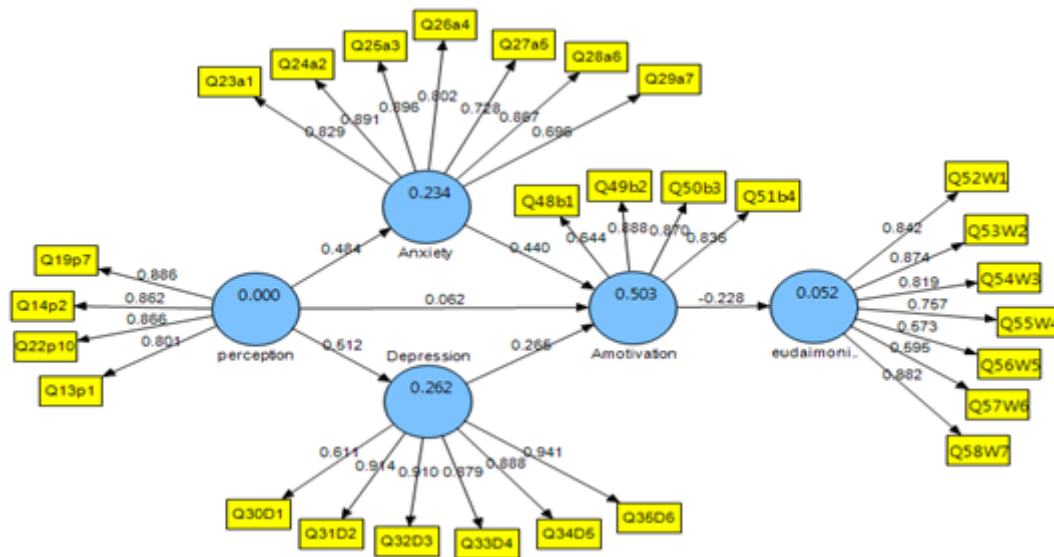 Q26a4
Q25a3
Q27a5
Q24a2
Q28a6
Q23a1
Q29a7
0.802
0.896
0.728
0.891
0.867
0.829
0.696
0.234
Anxiety
Q48b1
Q49b2
Q50b3
Q51b4
0.644
0.888
0.870
0.836
Q52W1
0.842
Q53W2
0.874
Q54W3
0.819
Q55W4
0.757
Q56W5
0.573
Q57W6
0.595
Q58W7
0.882
Q19p7
0.886
Q14p2
0.862
Q22p10
0.866
Q13p1
0.801
0.484
0.440
0.000
perception
0.062
0.503
Amotivation
-0.228
0.052
eudaimoni..
0.512
Depression
0.265
0.262
0.611
0.914
0.910
0.879
0.888
0.941
Q30D1
Q31D2
Q32D3
Q33D4
Q34D5
Q35D6